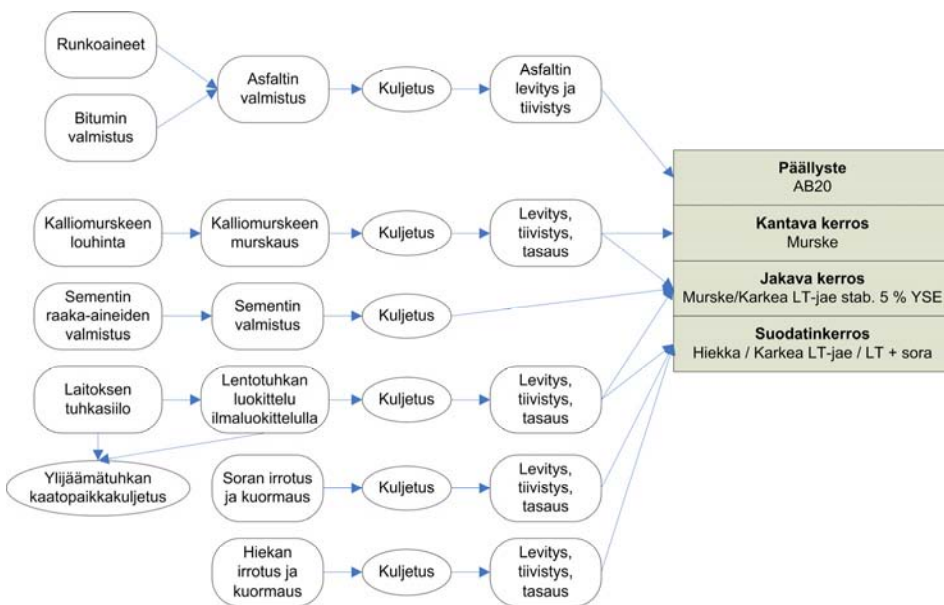 Runkoaineet
Bitumin
valmistus
Asfaltin
valmistus
Kuljetus
Asfaltin
levitys ja
tiivistys
Kalliomurskeen
louhinta
Kalliomurskeen
murskaus
Kuljetus
Levitys,
tiivistys,
tasaus
Sementin
raaka-aineiden
valmistus
Sementin
valmistus
Kuljetus
Laitoksen
tuhkasiilo
Lentotuhkan
luokittelu
ilmaluokittelulla
Kuljetus
Levitys,
tiivistys,
tasaus
Ylijäämätuhkan
kaatopaikkakuljetus
Soran irrotus
ja kuormaus
Kuljetus
Levitys,
tiivistys,
tasaus
Hiekan
irrotus ja
kuormaus
Kuljetus
Levitys,
tiivistys,
tasaus
Päällyste
AB20
Kantava kerros
Murske
Jakava kerros
Murske/Karkea LT-jae stab. 5 % YSE
Suodatinkerros
Hiekka / Karkea LT-jae / LT + sora